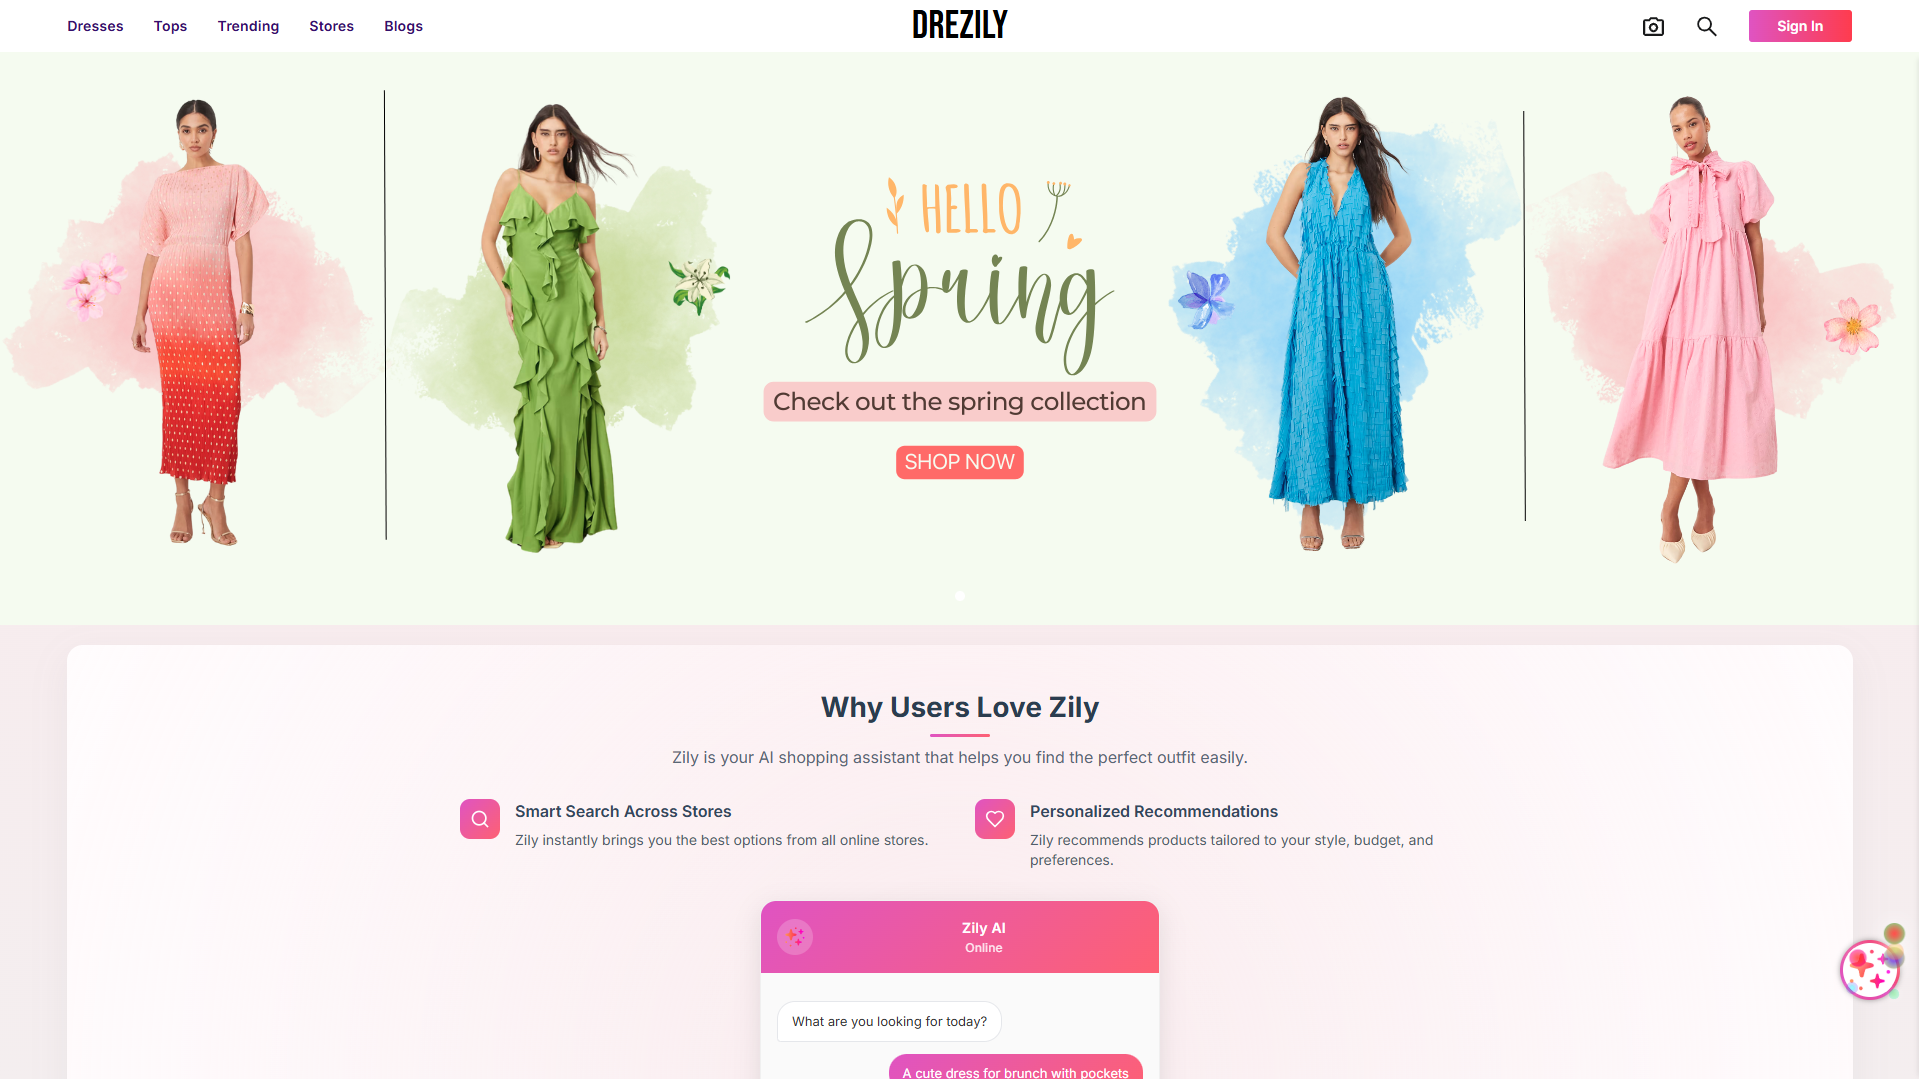 Dresses Tops Trending Stores Blogs
DREZILY
Sign In
HELLO
Spring
Check out the spring collection
SHOP NOW
Why Users Love Zily
Zily is your AI shopping assistant that helps you find the perfect outfit easily.
Smart Search Across Stores
Zily instantly brings you the best options from all online stores.
Personalized Recommendations
Zily recommends products tailored to your style, budget, and
preferences.
Zily AI
Online
What are you looking for today?
A cute dress for brunch with pockets